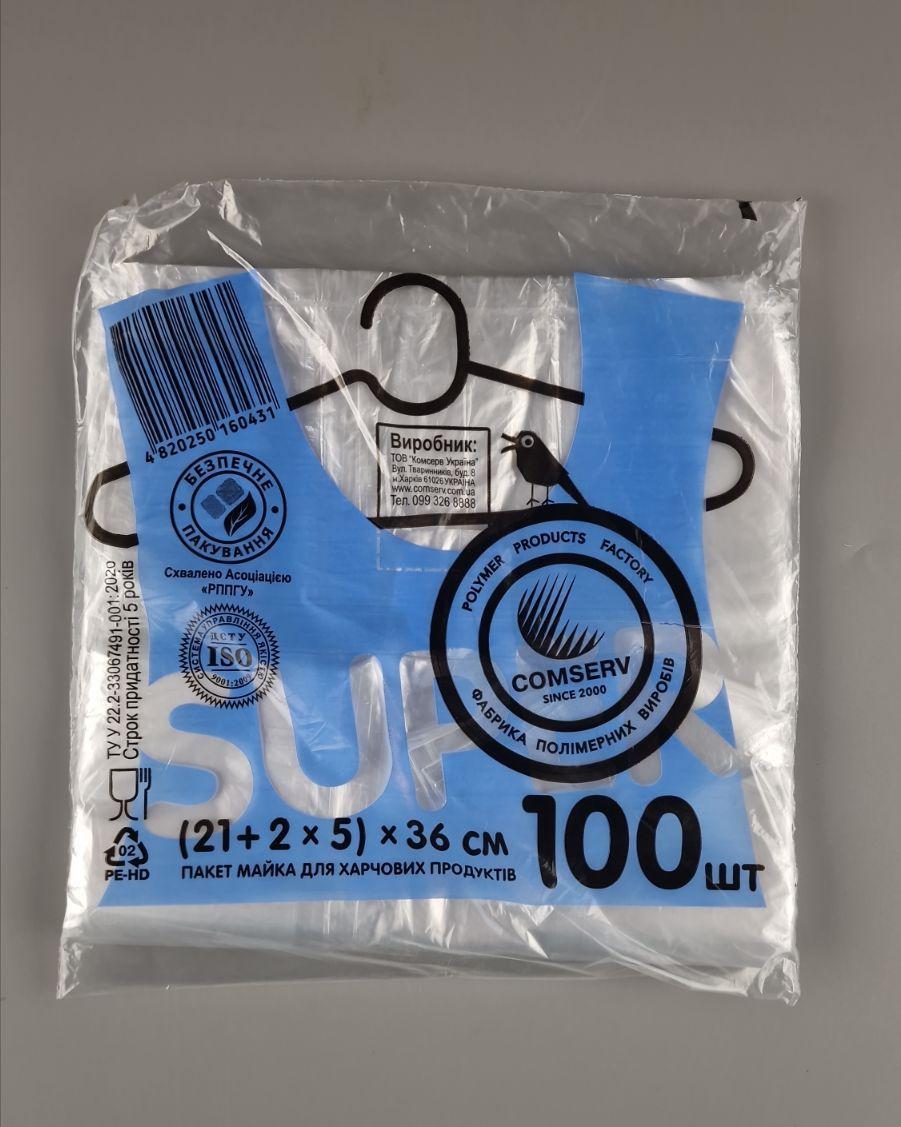 4 820250 160431
БЕЗПЕЧНЕ
ПАКУВАННЯ
Схвалено Асоціацією
«РППГУ»
Виробник:
ТОВ "Комсерв Україна"
Вул. Тваринників, буд. 8
м.Харків 61026 УКРАЇНА
www.comserv.com.ua
Тел. 099 326 8888
POLYMER PRODUCTS FACTORY
COMSERV
SINCE 2000
ФАБРИКА ПОЛІМЕРНИХ ВИРОБІВ
СИСТЕМА УПРАВЛІННЯ ЯКІСТЮ
ДСТУ
ISO
9001:2009
ТУ У 22.2-33067491-001:2020
Строк придатності 5 років
SUPER
02
PE-HD
(21+2×5)×36 см
ПАКЕТ МАЙКА ДЛЯ ХАРЧОВИХ ПРОДУКТІВ
100 шт